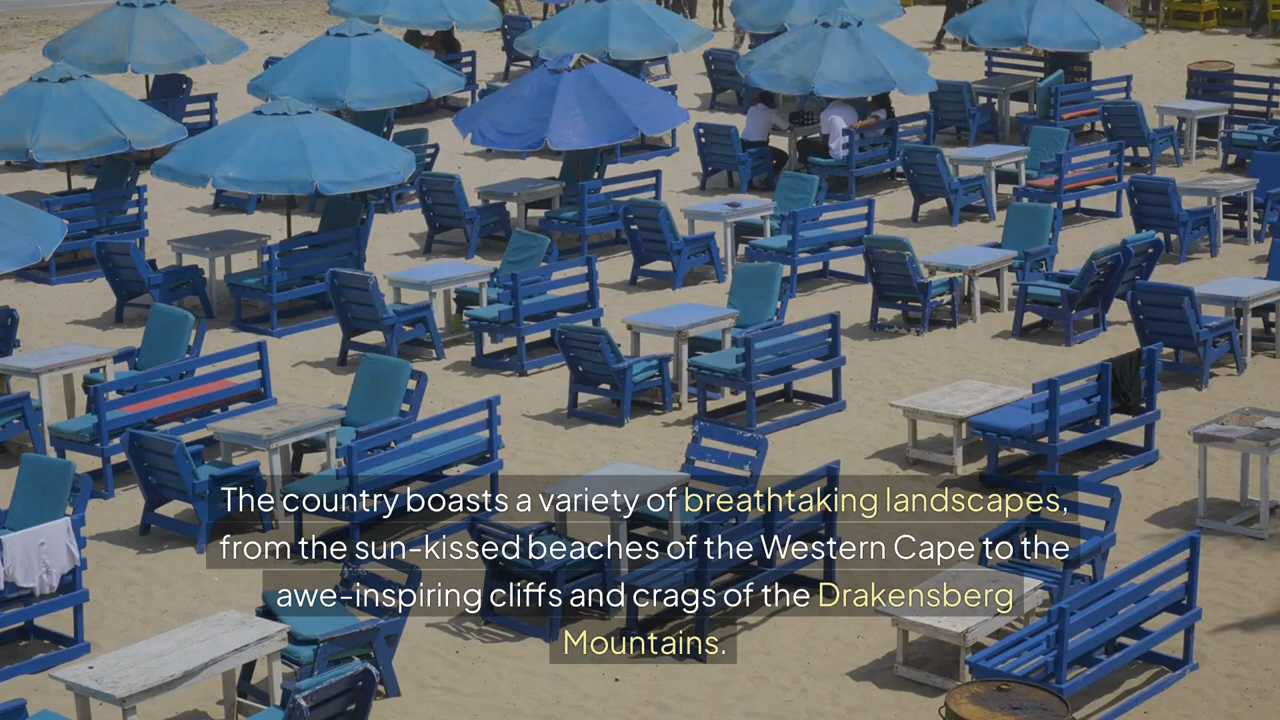 The country boasts a variety of breathtaking landscapes,
from the sun-kissed beaches of the Western Cape to the
awe-inspiring cliffs and crags of the Drakensberg
Mountains.